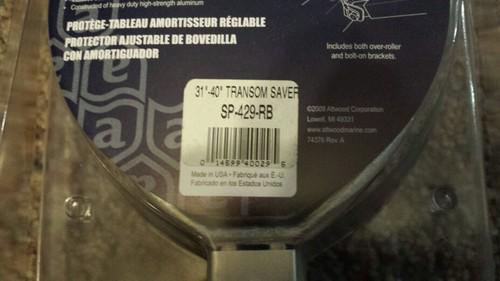 Constructed of heavy duty high-strength aluminum
PROTÈGE-TABLEAU AMORTISSEUR RÉGLABLE
PROTECTOR AJUSTABLE DE BOVEDILLA
CON AMORTIGUADOR
Includes both over-roller
and bolt-on brackets.
31"-40" TRANSOM SAVER
SP-429-RB
0 14599 40029 5
Made in USA • Fabriqué aux É.-U.
Fabricado en los Estados Unidos
©2009 Attwood Corporation
Lowell, MI 49331
www.attwoodmarine.com
74376 Rev. A